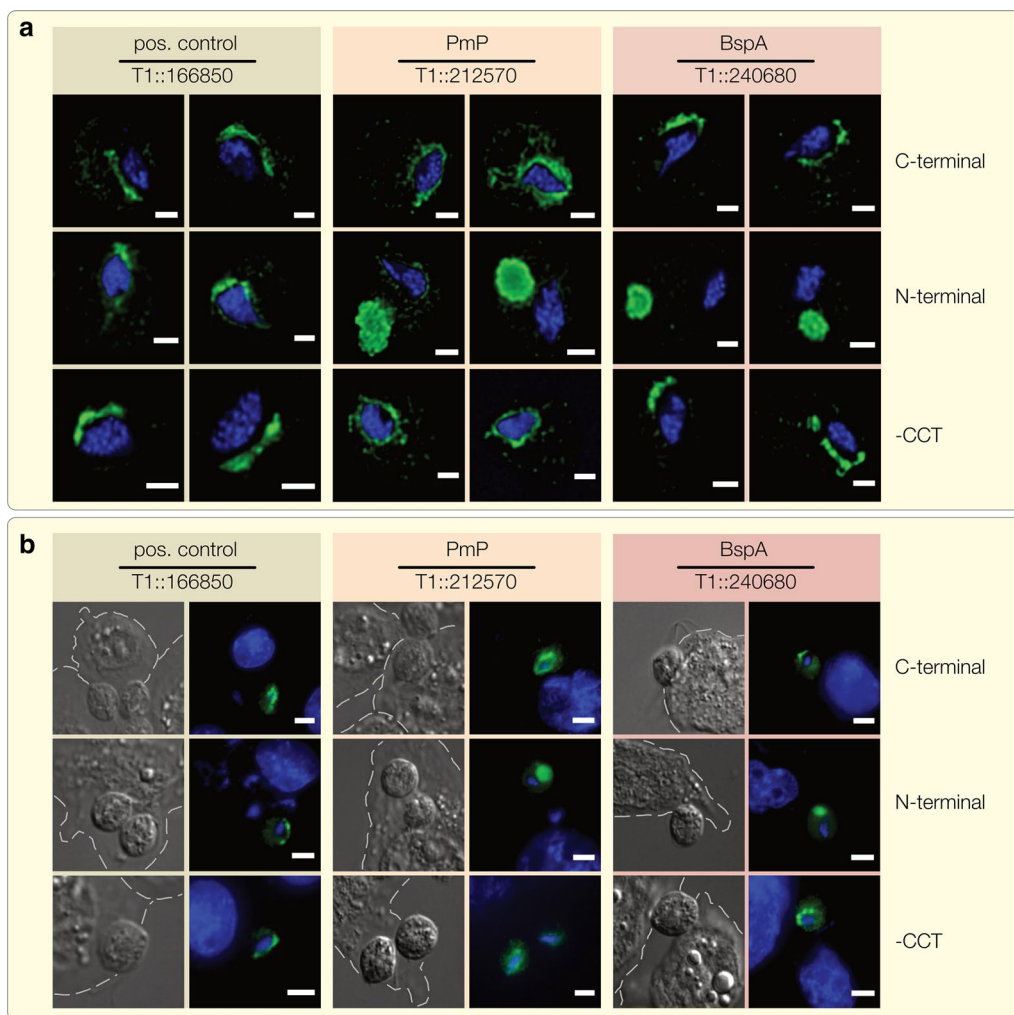 a
pos. control
T1::166850
PmP
T1::212570
BspA
T1::240680
C-terminal
N-terminal
-CCT
b
pos. control
T1::166850
PmP
T1::212570
BspA
T1::240680
C-terminal
N-terminal
-CCT